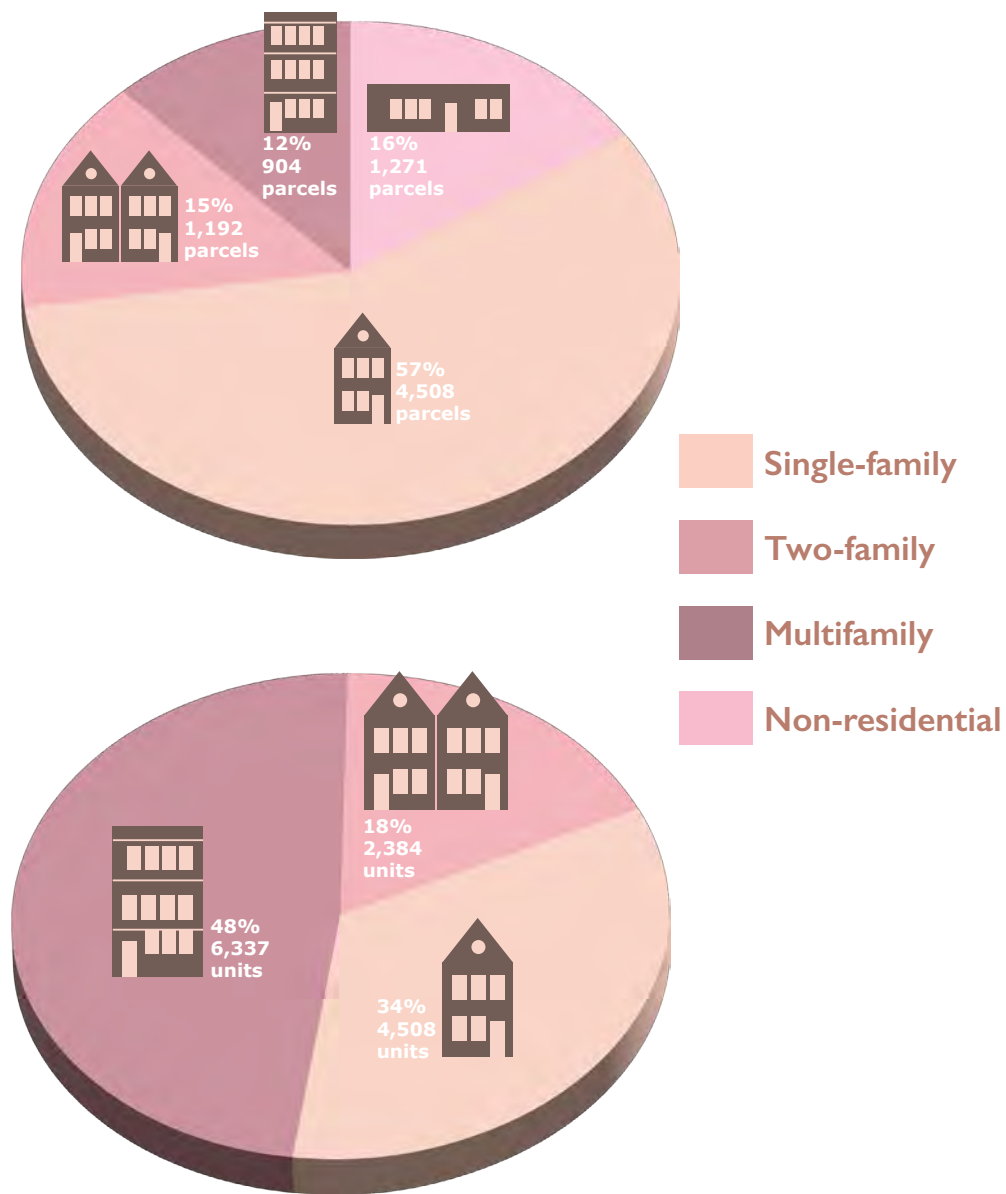 12%
904
parcels
16%
1,271
parcels
15%
1,192
parcels
57%
4,508
parcels
Single-family
Two-family
Multifamily
Non-residential
18%
2,384
units
48%
6,337
units
34%
4,508
units